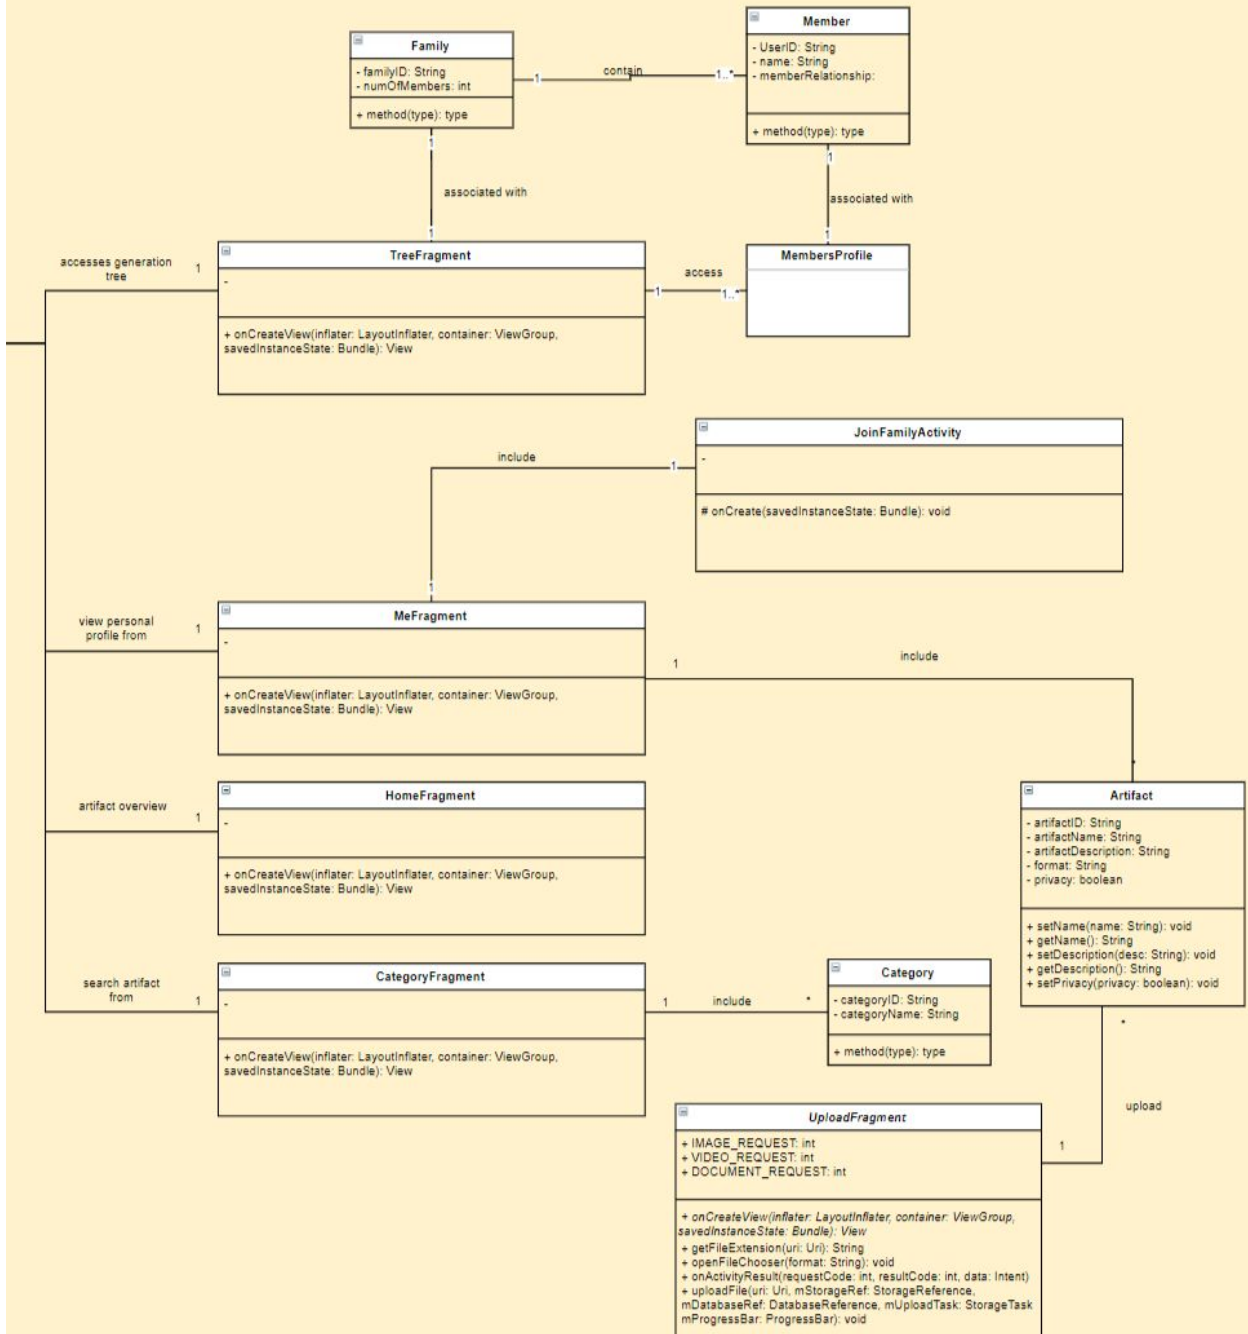 Family
- familyID: String
- numOfMembers: int
+ method(type): type
1
contain
1..*
Member
- UserID: String
- name: String
- memberRelationship:
+ method(type): type
1
associated with
1
1
associated with
1
accesses generation
tree
1
TreeFragment
-
+ onCreateView(inflater: LayoutInflater, container: ViewGroup,
savedInstanceState: Bundle): View
1
access
1..*
MembersProfile
JoinFamilyActivity
-
# onCreate(savedInstanceState: Bundle): void
include
1
1
view personal
profile from
1
MeFragment
-
+ onCreateView(inflater: LayoutInflater, container: ViewGroup,
savedInstanceState: Bundle): View
1
include
*
artifact overview
1
HomeFragment
-
+ onCreateView(inflater: LayoutInflater, container: ViewGroup,
savedInstanceState: Bundle): View
Artifact
- artifactID: String
- artifactName: String
- artifactDescription: String
- format: String
- privacy: boolean
+ setName(name: String): void
+ getName(): String
+ setDescription(desc: String): void
+ getDescription(): String
+ setPrivacy(privacy: boolean): void
search artifact
from
1
CategoryFragment
-
+ onCreateView(inflater: LayoutInflater, container: ViewGroup,
savedInstanceState: Bundle): View
1
include
*
Category
- categoryID: String
- categoryName: String
+ method(type): type
*
upload
1
UploadFragment
+ IMAGE_REQUEST: int
+ VIDEO_REQUEST: int
+ DOCUMENT_REQUEST: int
+ onCreateView(inflater: LayoutInflater, container: ViewGroup,
savedInstanceState: Bundle): View
+ getFileExtension(uri: Uri): String
+ openFileChooser(format: String): void
+ onActivityResult(requestCode: int, resultCode: int, data: Intent)
+ uploadFile(uri: Uri, mStorageRef: StorageReference,
mDatabaseRef: DatabaseReference, mUploadTask: StorageTask
mProgressBar: ProgressBar): void